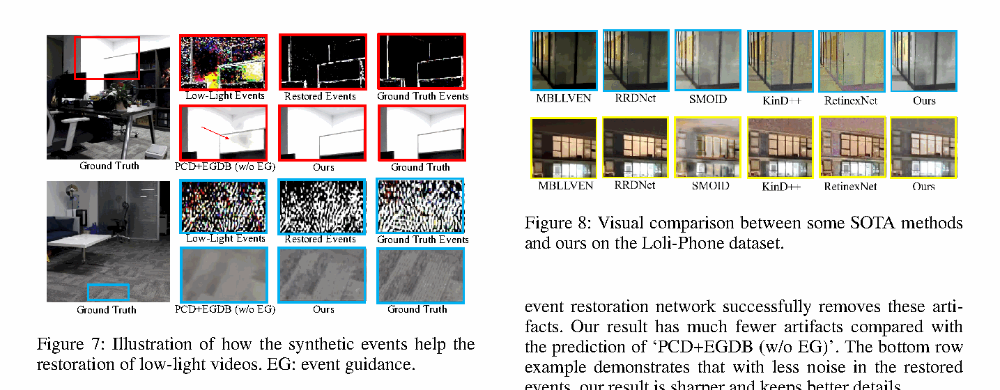 Low-Light Events Restored Events Ground Truth Events
Ground Truth PCD+EGDB (w/o EG) Ours Ground Truth
Low-Light Events Restored Events Ground Truth Events
Ground Truth PCD+EGDB (w/o EG) Ours Ground Truth
Figure 7: Illustration of how the synthetic events help the
restoration of low-light videos. EG: event guidance.
MBLLVEN RRDNet SMOID KinD++ RetinexNet Ours
MBLLVEN RRDNet SMOID KinD++ RetinexNet Ours
Figure 8: Visual comparison between some SOTA methods
and ours on the Loli-Phone dataset.
event restoration network successfully removes these arti-
facts. Our result has much fewer artifacts compared with
the prediction of ‘PCD+EGDB (w/o EG)’. The bottom row
example demonstrates that with less noise in the restored
events, our result is sharper and keeps better details.